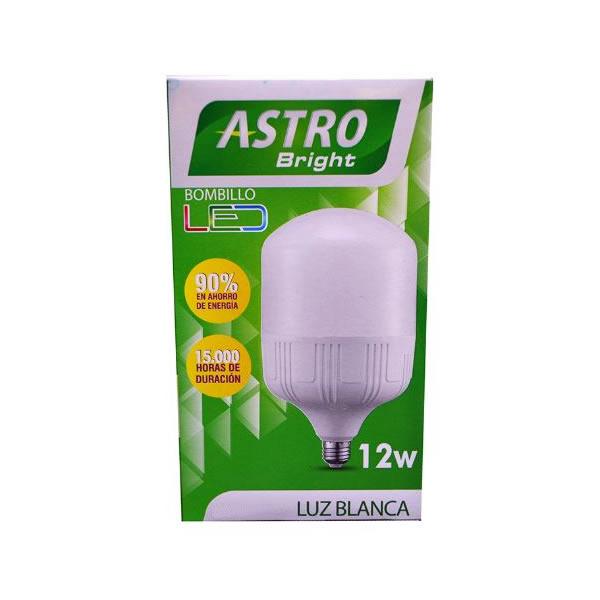 ASTRO
Bright
BOMBILLO
LED
90%
EN AHORRO
DE ENERGÍA
15.000
HORAS DE
DURACIÓN
12w
LUZ BLANCA